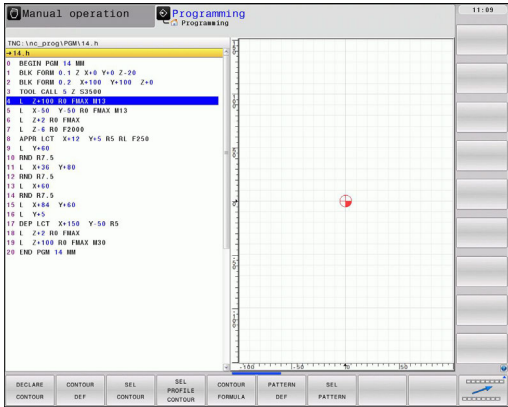 Manual operation
Programming
Programming
11:09
TNC:\nc_prog\PGM\14.h
→14.h
0 BEGIN PGM 14 MM
1 BLK FORM 0.1 Z X+0 Y+0 Z-20
2 BLK FORM 0.2 X+100 Y+100 Z+0
3 TOOL CALL 5 Z S3500
4 L Z+100 R0 FMAX M13
5 L X-50 Y-50 R0 FMAX M13
6 L Z+2 R0 FMAX
7 L Z-6 R0 F2000
8 APPR LCT X+12 Y+5 R5 RL F250
9 L Y+60
10 RND R7.5
11 L X+36 Y+80
12 RND R7.5
13 L X+60
14 RND R7.5
15 L X+84 Y+60
16 L Y+5
17 DEP LCT X+150 Y-50 R5
18 L Z+2 R0 FMAX
19 L Z+100 R0 FMAX M30
20 END PGM 14 MM
-100 -50 0 50
DECLARE CONTOUR
CONTOUR DEF
SEL CONTOUR
SEL PROFILE CONTOUR
CONTOUR FORMULA
PATTERN DEF
SEL PATTERN